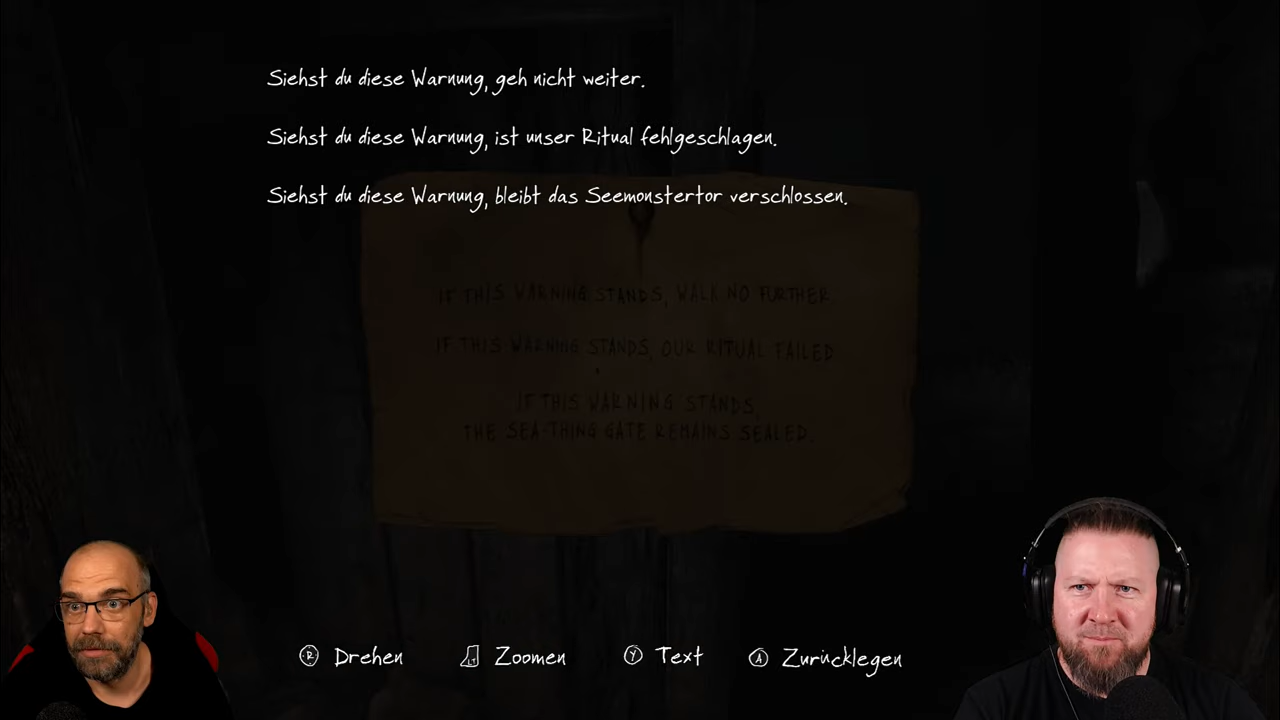 Siehst du diese Warnung, geh nicht weiter.
Siehst du diese Warnung, ist unser Ritual fehlgeschlagen.
Siehst du diese Warnung, bleibt das Seemonstertor verschlossen.
IF THIS WARNING STANDS, WALK NO FURTHER
IF THIS WARNING STANDS, OUR RITUAL FAILED
IF THIS WARNING STANDS,
THE SEA-THING GATE REMAINS SEALED.
R Drehen LT Zoomen Y Text A Zurücklegen